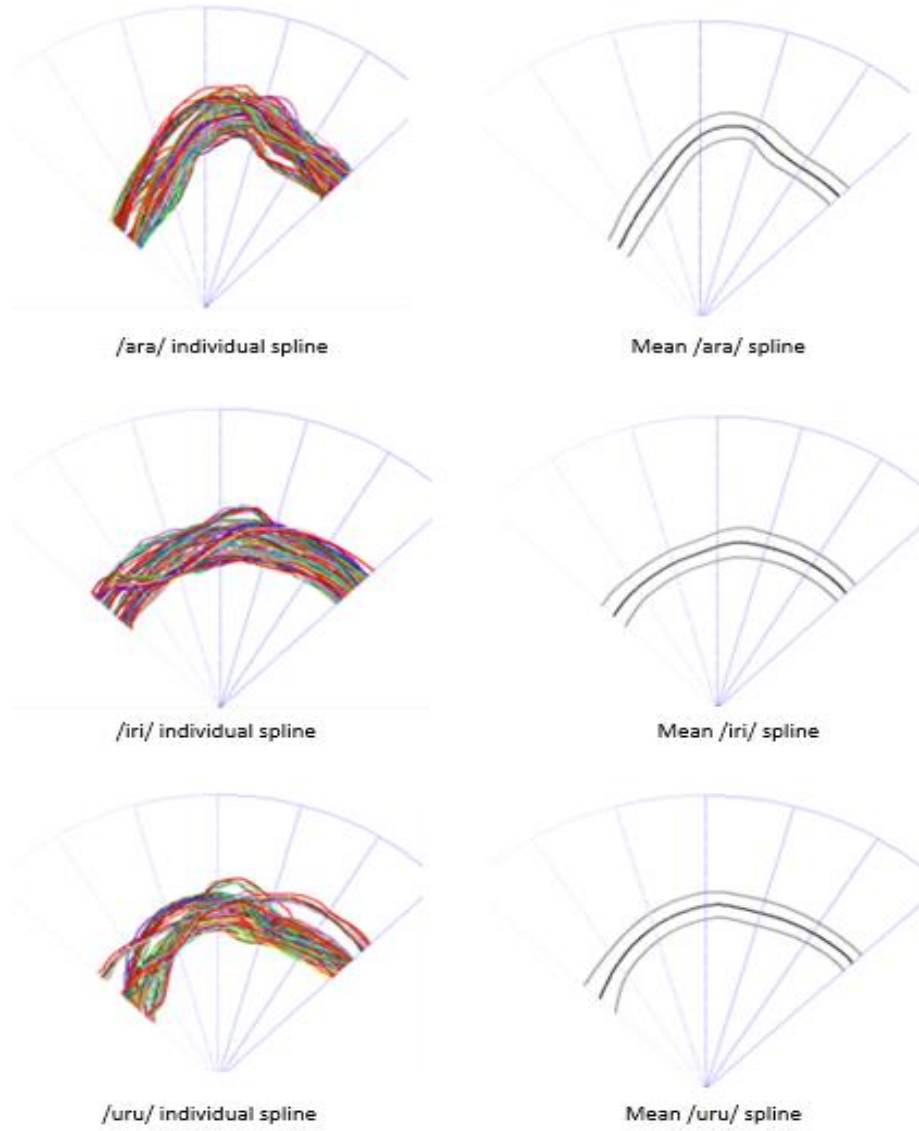 /ara/ individual spline
Mean /ara/ spline
/iri/ individual spline
Mean /iri/ spline
/uru/ individual spline
Mean /uru/ spline